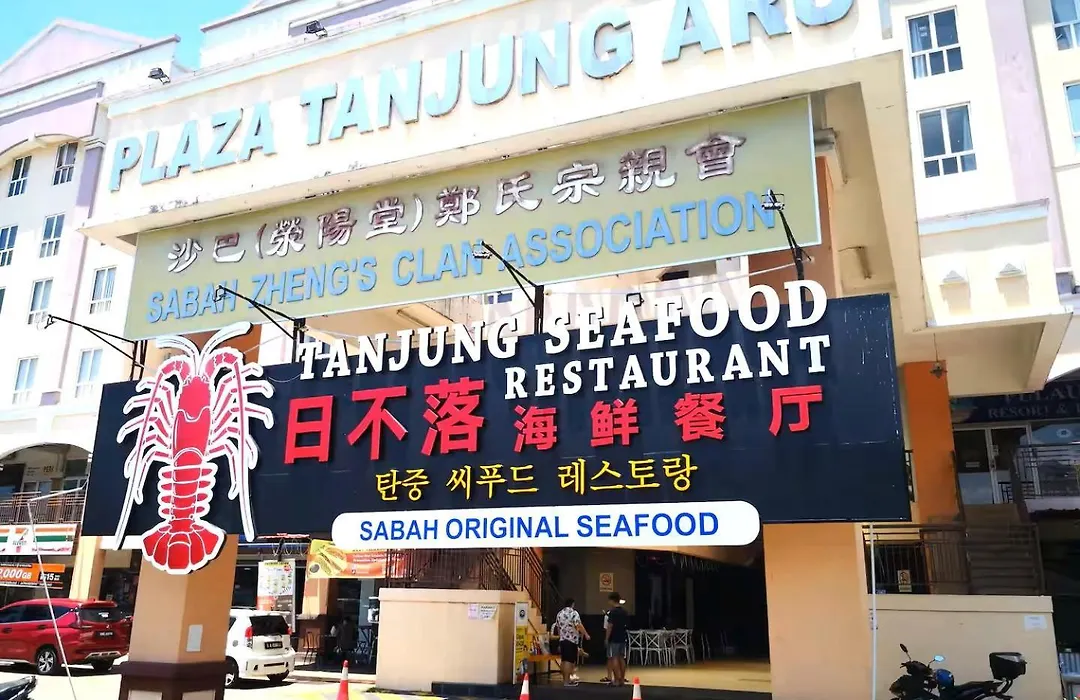 PLAZA TANJUNG ARU
沙巴(滎陽堂)鄭氏宗親會
SABAH ZHENG'S CLAN ASSOCIATION
TANJUNG SEAFOOD
RESTAURANT
日不落海鲜餐厅
탄중 씨푸드 레스토랑
SABAH ORIGINAL SEAFOOD
RESORT &